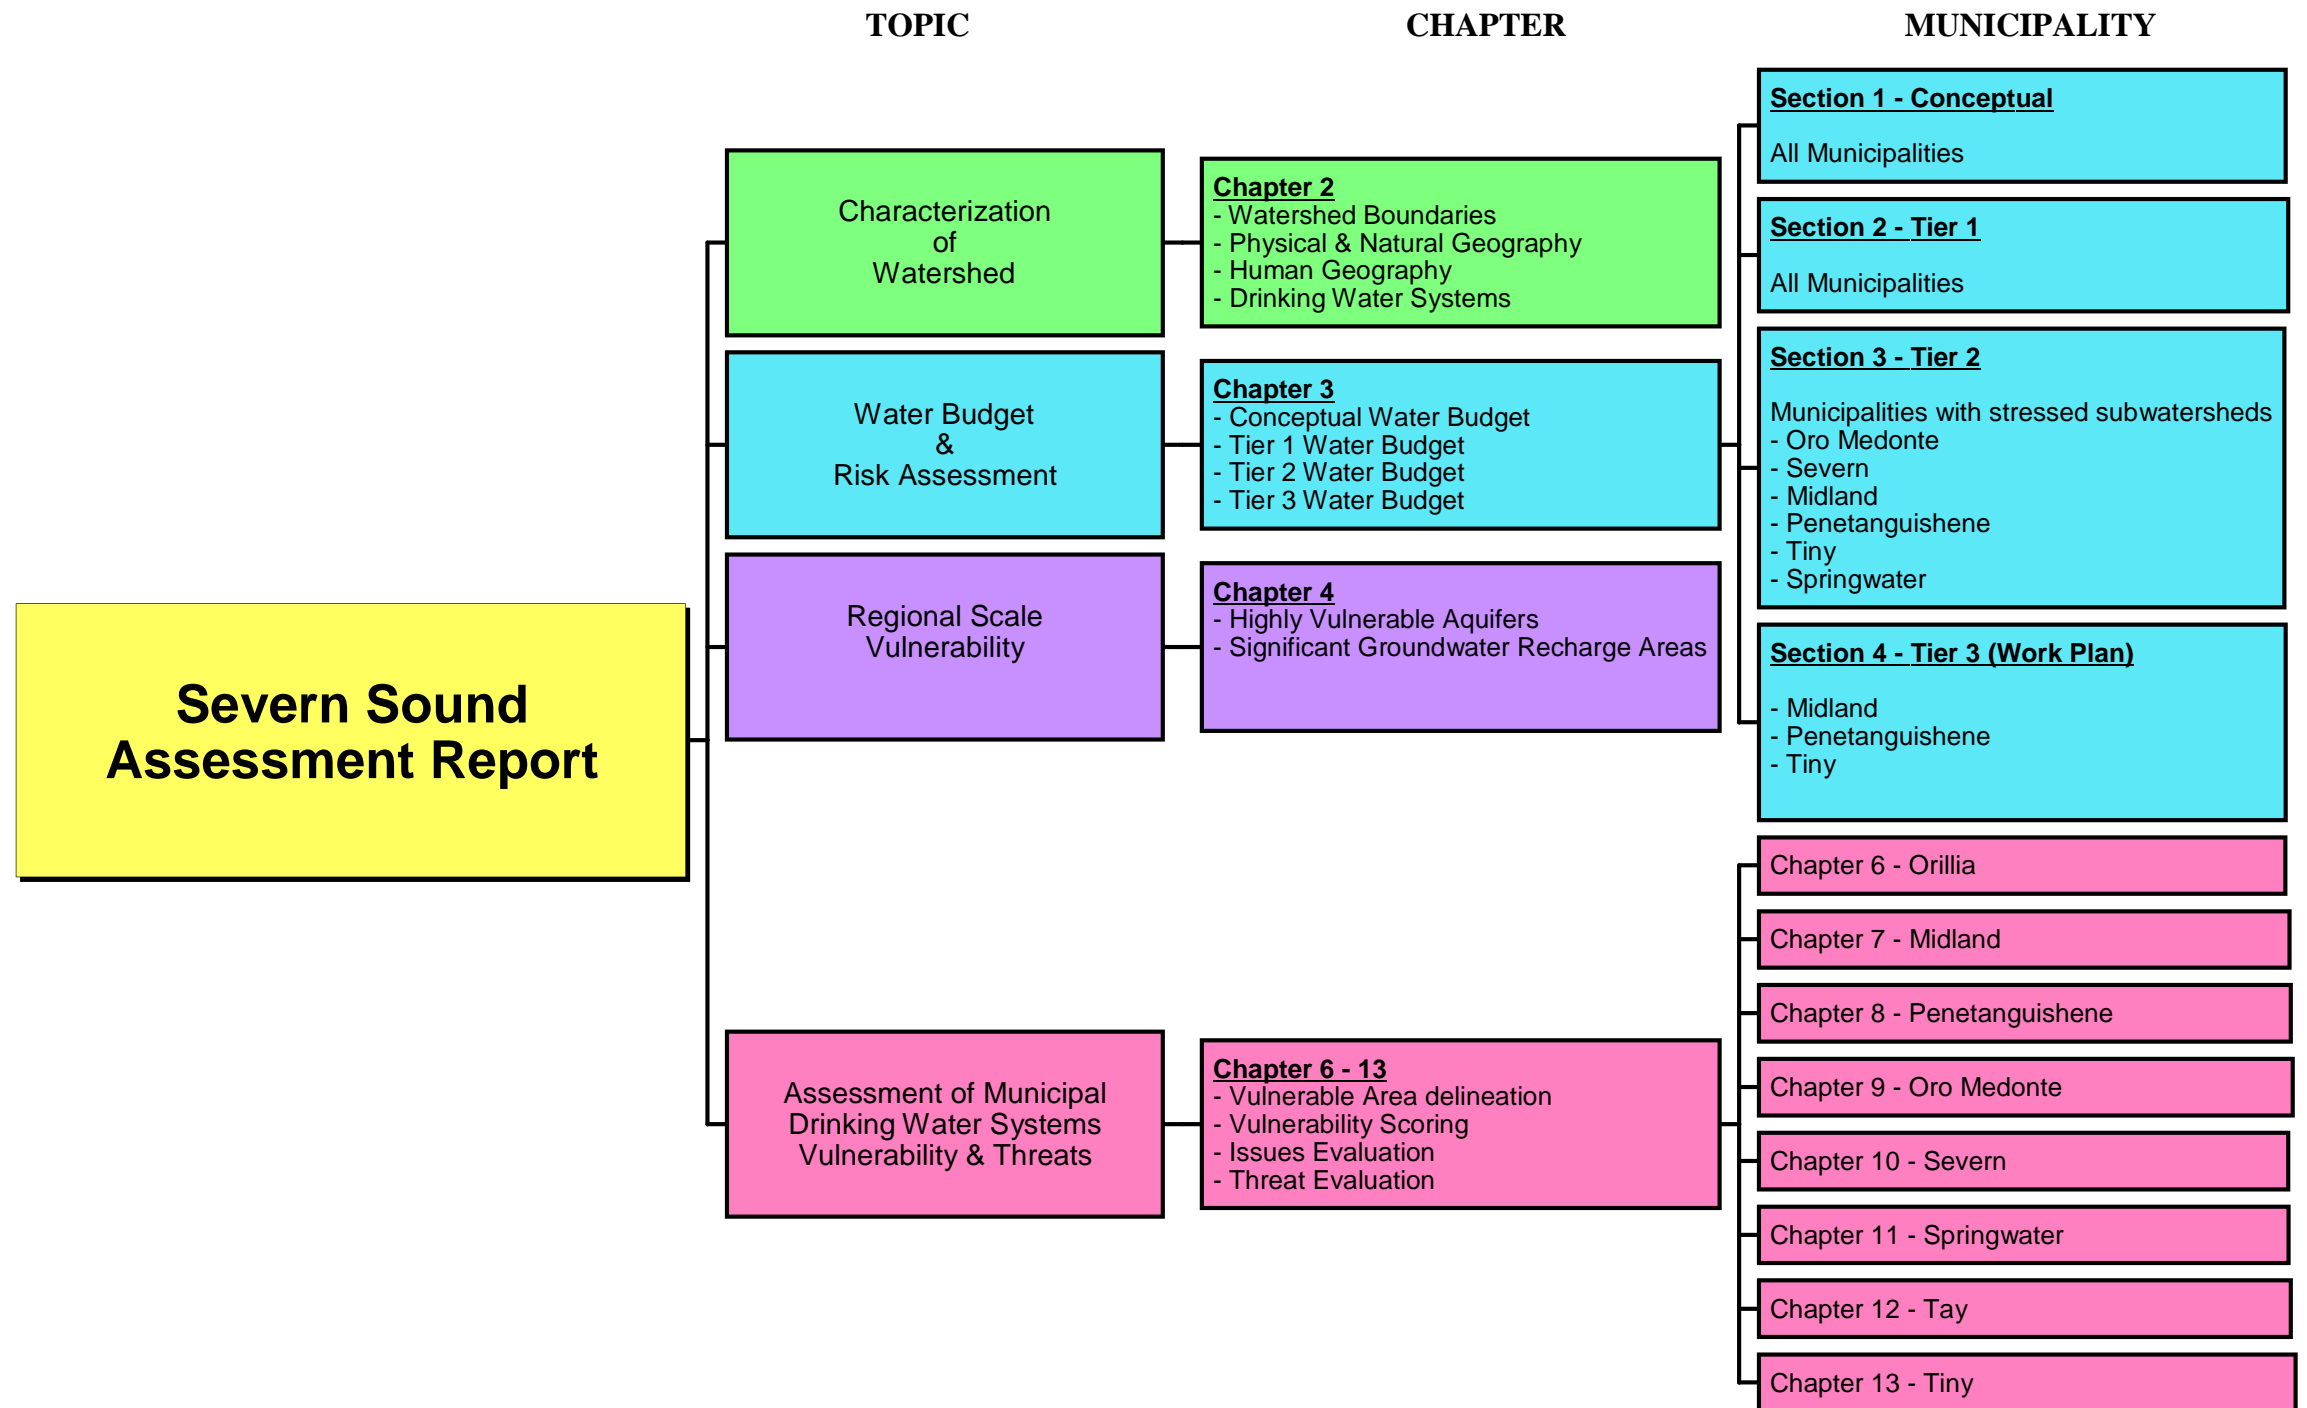 TOPIC
CHAPTER
MUNICIPALITY
Severn Sound
Assessment Report
Characterization
of
Watershed
Chapter 2
- Watershed Boundaries
- Physical & Natural Geography
- Human Geography
- Drinking Water Systems
Water Budget
&
Risk Assessment
Chapter 3
- Conceptual Water Budget
- Tier 1 Water Budget
- Tier 2 Water Budget
- Tier 3 Water Budget
Section 1 - Conceptual
All Municipalities
Section 2 - Tier 1
All Municipalities
Section 3 - Tier 2
Municipalities with stressed subwatersheds
- Oro Medonte
- Severn
- Midland
- Penetanguishene
- Tiny
- Springwater
Section 4 - Tier 3 (Work Plan)
- Midland
- Penetanguishene
- Tiny
Regional Scale
Vulnerability
Chapter 4
- Highly Vulnerable Aquifers
- Significant Groundwater Recharge Areas
Assessment of Municipal
Drinking Water Systems
Vulnerability & Threats
Chapter 6 - 13
- Vulnerable Area delineation
- Vulnerability Scoring
- Issues Evaluation
- Threat Evaluation
Chapter 6 - Orillia
Chapter 7 - Midland
Chapter 8 - Penetanguishene
Chapter 9 - Oro Medonte
Chapter 10 - Severn
Chapter 11 - Springwater
Chapter 12 - Tay
Chapter 13 - Tiny